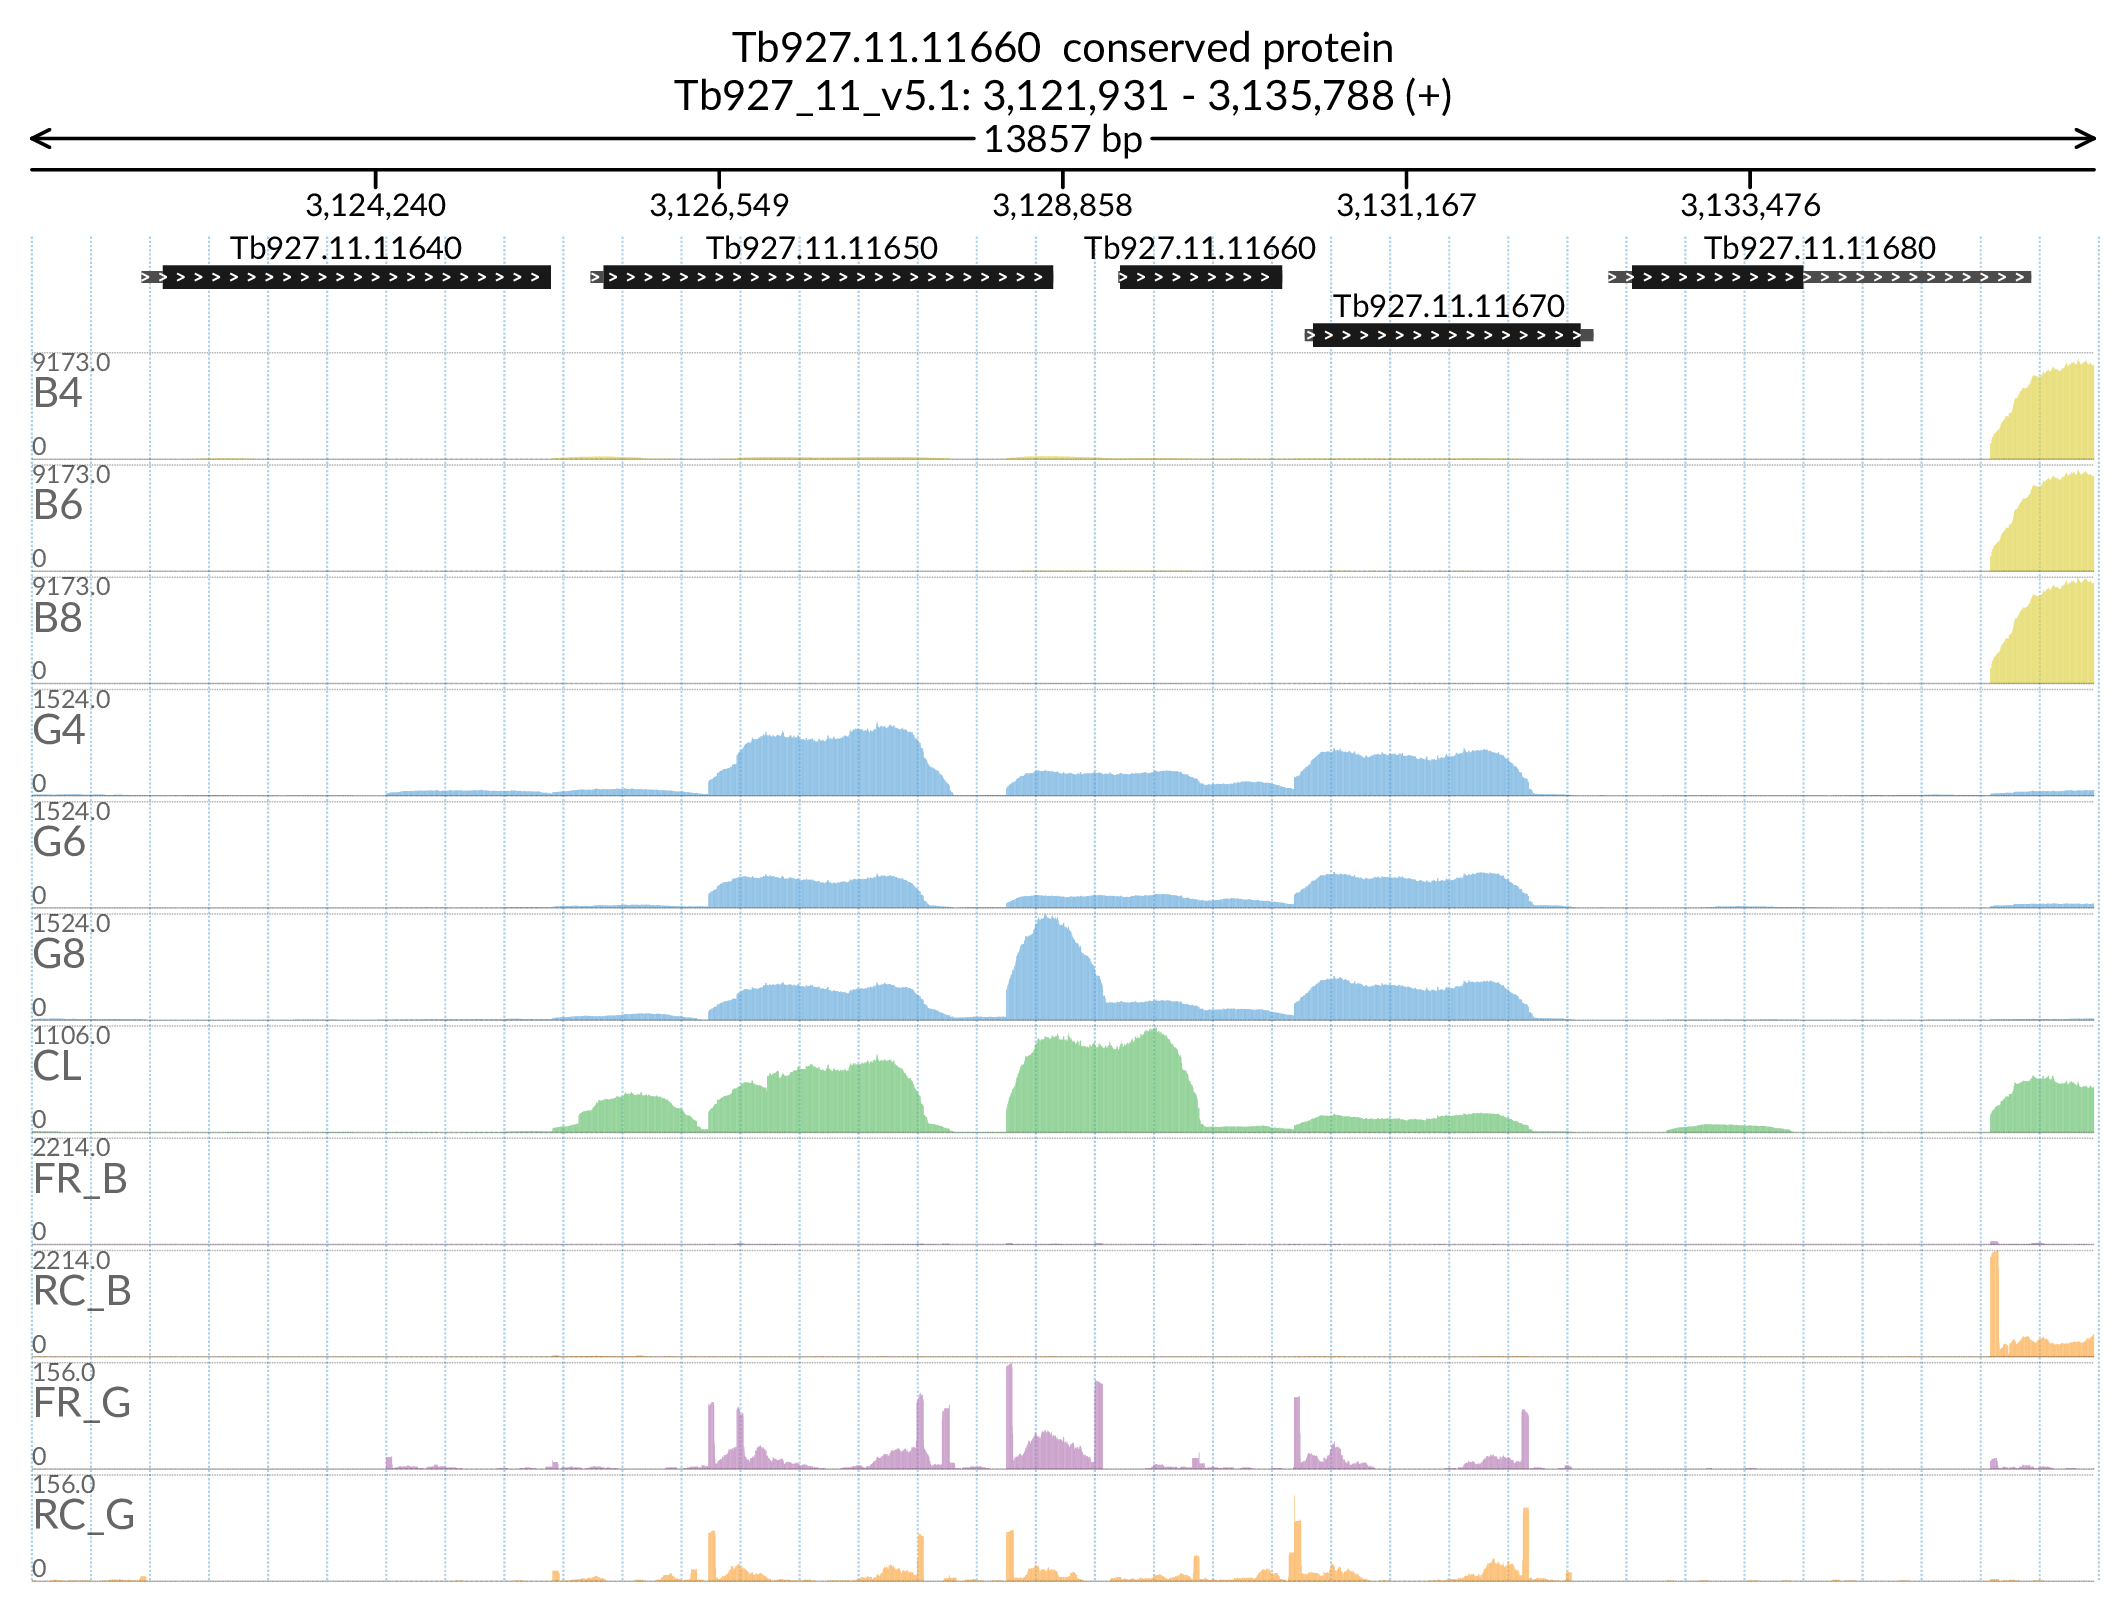 Tb927.11.11660 conserved protein
Tb927_11_v5.1: 3,121,931 - 3,135,788 (+)
13857 bp
3,124,240 3,126,549 3,128,858 3,131,167 3,133,476
Tb927.11.11640 Tb927.11.11650 Tb927.11.11660 Tb927.11.11680
Tb927.11.11670
9173.0
B4
0
9173.0
B6
0
9173.0
B8
0
1524.0
G4
0
1524.0
G6
0
1524.0
G8
0
1106.0
CL
0
2214.0
FR_B
0
2214.0
RC_B
0
156.0
FR_G
0
156.0
RC_G
0